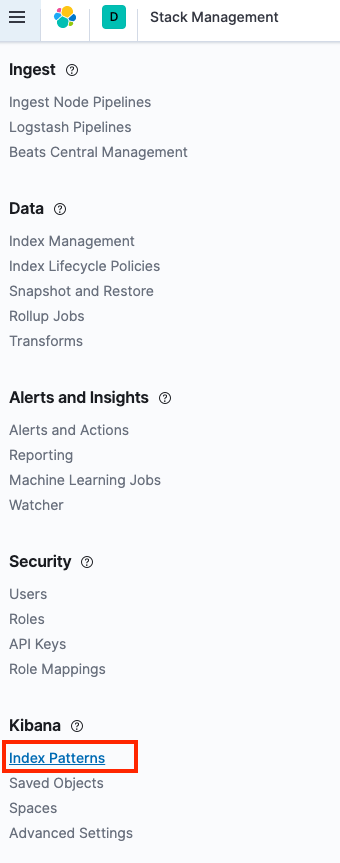 D Stack Management
Ingest
Ingest Node Pipelines
Logstash Pipelines
Beats Central Management
Data
Index Management
Index Lifecycle Policies
Snapshot and Restore
Rollup Jobs
Transforms
Alerts and Insights
Alerts and Actions
Reporting
Machine Learning Jobs
Watcher
Security
Users
Roles
API Keys
Role Mappings
Kibana
Index Patterns
Saved Objects
Spaces
Advanced Settings